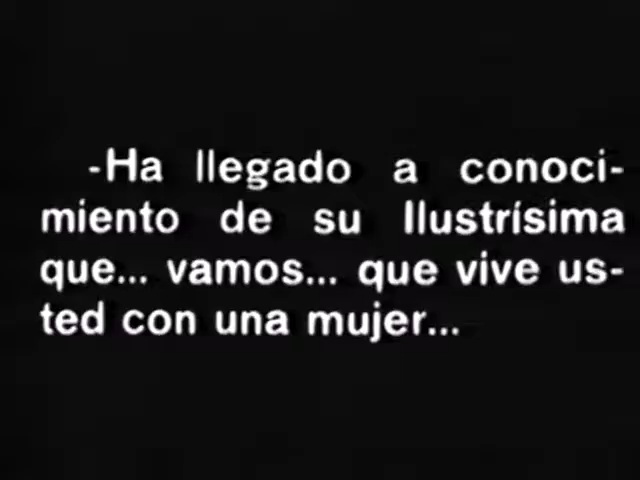 -Ha llegado a conoci-
miento de su Ilustrísima
que... vamos... que vive us-
ted con una mujer...